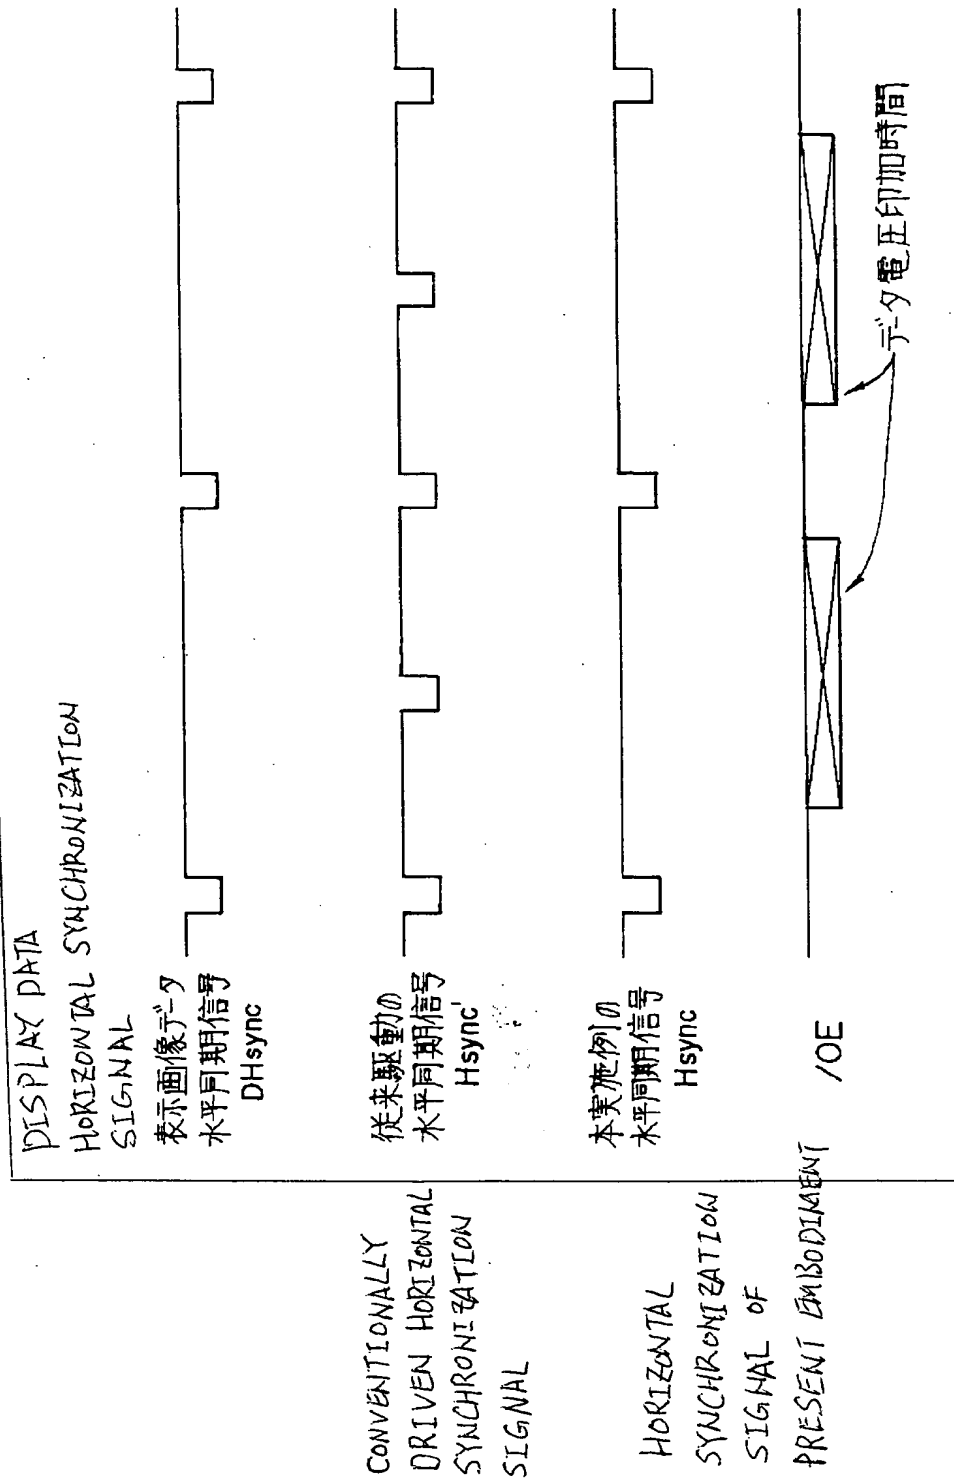 DISPLAY DATA
HORIZONTAL SYNCHRONIZATION
SIGNAL
表示画像データ
水平同期信号
DHsync
CONVENTIONALLY
DRIVEN HORIZONTAL
SYNCHRONIZATION
SIGNAL
従来駆動の
水平同期信号
Hsync'
HORIZONTAL
SYNCHRONIZATION
SIGNAL OF
PRESENT EMBODIMENT
本実施例の
水平同期信号
Hsync
/OE
データ電圧印加時間